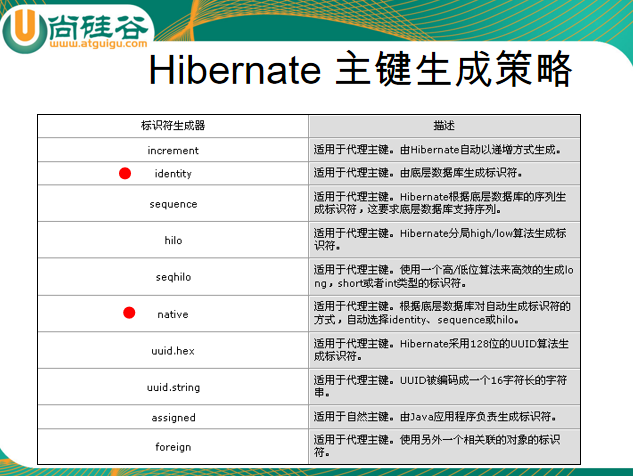 尚硅谷
www.atguigu.com
Hibernate 主键生成策略
标识符生成器 描述
increment 适用于代理主键。由Hibernate自动以递增方式生成。
identity 适用于代理主键。由底层数据库生成标识符。
sequence 适用于代理主键。Hibernate根据底层数据库的序列生
成标识符，这要求底层数据库支持序列。
hilo 适用于代理主键。Hibernate分局high/low算法生成标
识符。
seqhilo 适用于代理主键。使用一个高/低位算法来高效的生成lo
ng，short或者int类型的标识符。
native 适用于代理主键。根据底层数据库对自动生成标识符的
方式，自动选择identity、sequence或hilo。
uuid.hex 适用于代理主键。Hibernate采用128位的UUID算法生
成标识符。
uuid.string 适用于代理主键。UUID被编码成一个16字符长的字符
串。
assigned 适用于自然主键。由Java应用程序负责生成标识符。
foreign 适用于代理主键。使用另外一个相关联的对象的标识
符。